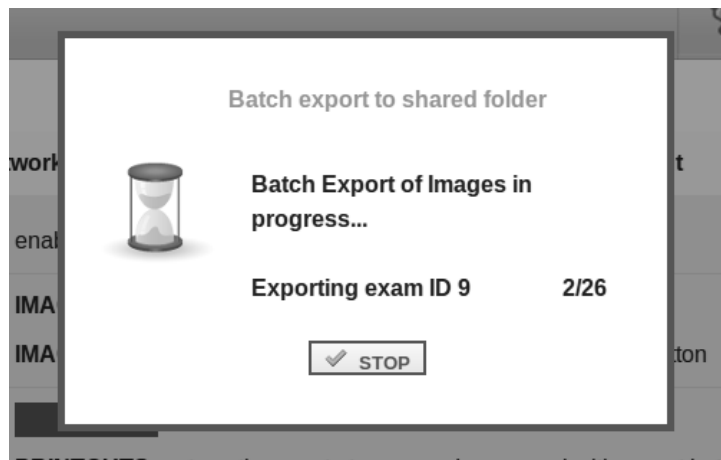 Batch export to shared folder
Batch Export of Images in
progress...
Exporting exam ID 9 2/26
STOP